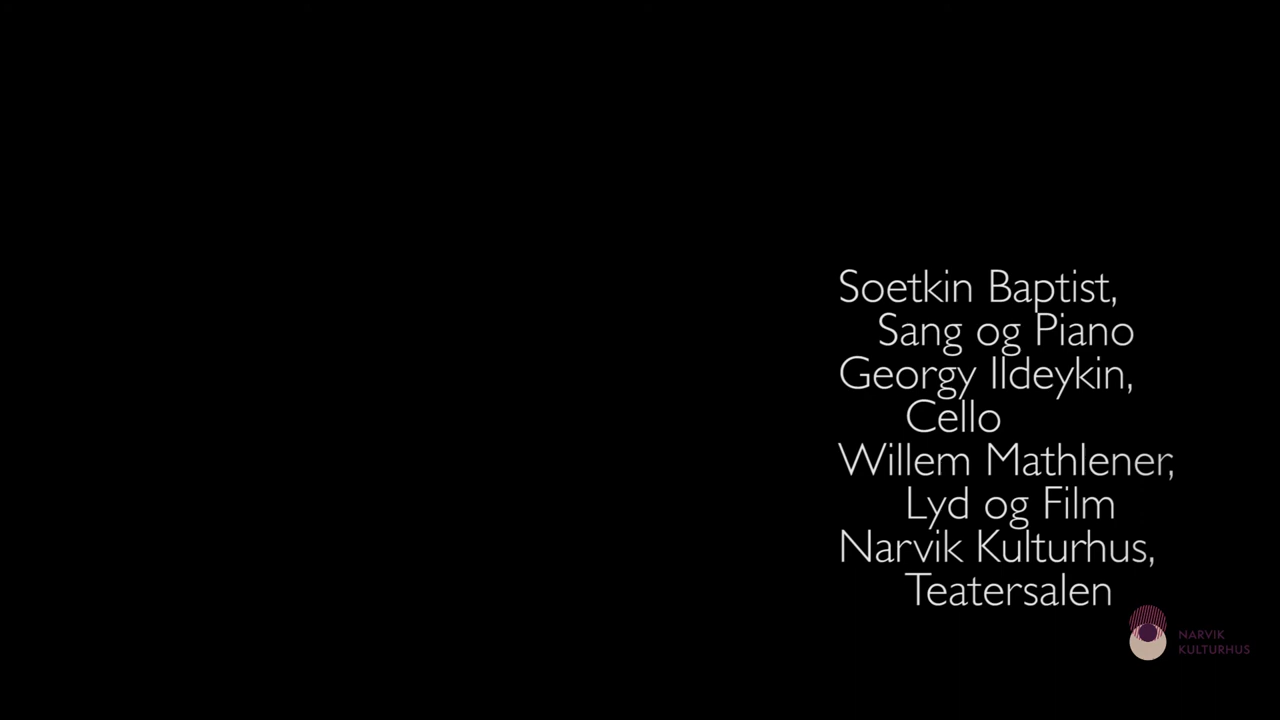 Soetkin Baptist,
Sang og Piano
Georgy Ildeykin,
Cello
Willem Mathlener,
Lyd og Film
Narvik Kulturhus,
Teatersalen
NARVIK
KULTURHUS